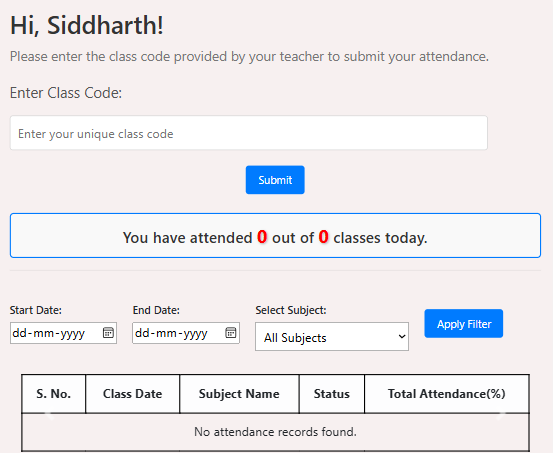 Hi, Siddharth!
Please enter the class code provided by your teacher to submit your attendance.
Enter Class Code:
Enter your unique class code
Submit
You have attended 0 out of 0 classes today.
Start Date: End Date: Select Subject:
dd-mm-yyyy dd-mm-yyyy All Subjects Apply Filter
S. No. Class Date Subject Name Status Total Attendance(%)
No attendance records found.